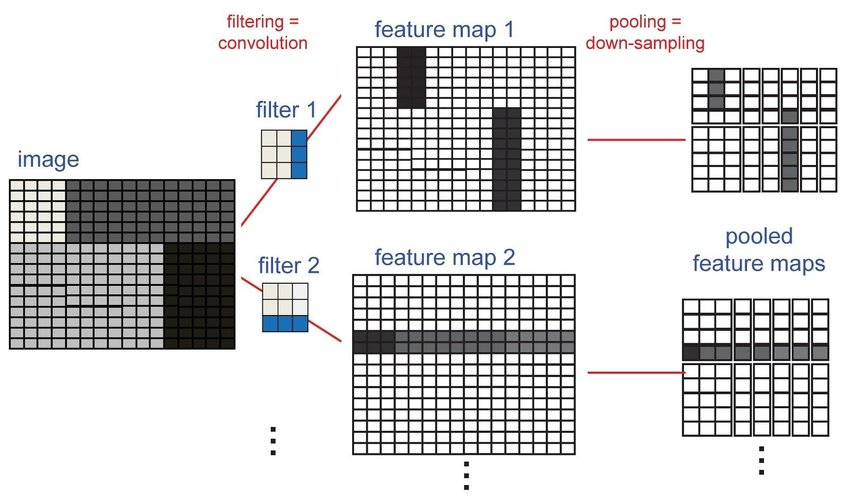 filtering =
convolution
feature map 1
pooling =
down-sampling
filter 1
image
filter 2
feature map 2
pooled
feature maps